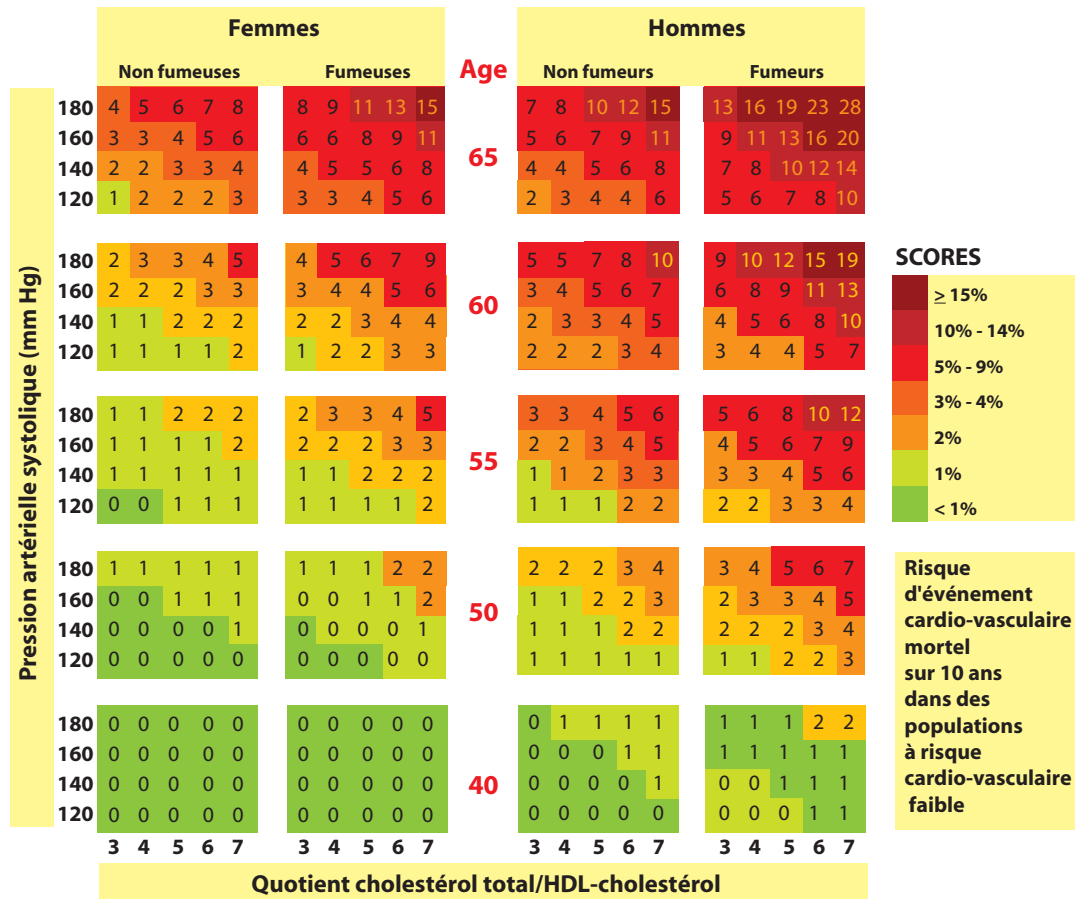 Femmes Hommes
Non fumeuses Fumeuses Age Non fumeurs Fumeurs
Pression artérielle systolique (mm Hg)
180 4 5 6 7 8 8 9 11 13 15 7 8 10 12 15 13 16 19 23 28
160 3 3 4 5 6 6 6 8 9 11 5 6 7 9 11 9 11 13 16 20
65
140 2 2 3 3 4 4 5 5 6 8 4 4 5 6 8 7 8 10 12 14
120 1 2 2 2 3 3 3 4 5 6 2 3 4 4 6 5 6 7 8 10
180 2 3 3 4 5 4 5 6 7 9 5 5 7 8 10 9 10 12 15 19
160 2 2 2 3 3 3 4 4 5 6 3 4 5 6 7 6 8 9 11 13
60
140 1 1 2 2 2 2 2 3 4 4 2 3 3 4 5 4 5 6 8 10
120 1 1 1 1 2 1 2 2 3 3 2 2 2 3 4 3 4 4 5 7
180 1 1 2 2 2 2 3 3 4 5 3 3 4 5 6 5 6 8 10 12
160 1 1 1 1 2 2 2 2 3 3 2 2 3 4 5 4 5 6 7 9
55
140 1 1 1 1 1 1 1 2 2 2 1 1 2 3 3 3 3 4 5 6
120 0 0 1 1 1 1 1 1 1 2 1 1 1 2 2 2 2 3 3 4
180 1 1 1 1 1 1 1 1 2 2 2 2 2 3 4 3 4 5 6 7
160 0 0 1 1 1 0 0 1 1 2 1 1 2 2 3 2 3 3 4 5
50
140 0 0 0 0 1 0 0 0 0 1 1 1 1 2 2 2 2 2 3 4
120 0 0 0 0 0 0 0 0 0 0 1 1 1 1 1 1 1 2 2 3
180 0 0 0 0 0 0 0 0 0 0 0 1 1 1 1 1 1 1 2 2
160 0 0 0 0 0 0 0 0 0 0 0 0 0 1 1 1 1 1 1 1
40
140 0 0 0 0 0 0 0 0 0 0 0 0 0 0 1 0 0 1 1 1
120 0 0 0 0 0 0 0 0 0 0 0 0 0 0 0 0 0 0 1 1
3 4 5 6 7 3 4 5 6 7 3 4 5 6 7 3 4 5 6 7
Quotient cholestérol total/HDL-cholestérol
SCORES
≥ 15%
10% - 14%
5% - 9%
3% - 4%
2%
1%
< 1%
Risque
d'événement
cardio-vasculaire
mortel
sur 10 ans
dans des
populations
à risque
cardio-vasculaire
faible